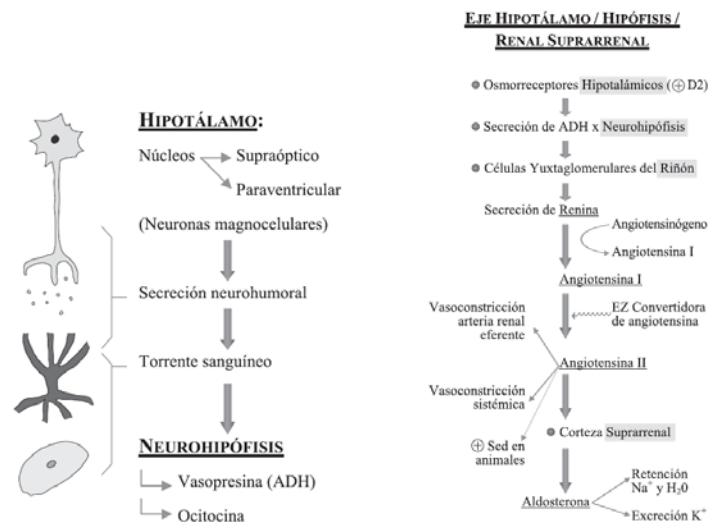 HIPOTÁLAMO:
Núcleos
Supraóptico
Paraventricular
(Neuronas magnocelulares)
Secreción neurohumoral
Torrente sanguíneo
NEUROHIPÓFISIS
Vasopresina (ADH)
Ocitocina
EJE HIPOTÁLAMO / HIPÓFISIS /
RENAL SUPRARRENAL
Osmorreceptores Hipotalámicos (⊕ D2)
Secreción de ADH x Neurohipófisis
Células Yuxtaglomerulares del Riñón
Secreción de Renina
Angiotensinógeno
Angiotensina I
Angiotensina I
EZ Convertidora
de angiotensina
Vasoconstricción
arteria renal
eferente
Angiotensina II
Vasoconstricción
sistémica
⊕ Sed en
animales
Corteza Suprarrenal
Aldosterona
Retención
Na⁺ y H₂0
Excreción K⁺